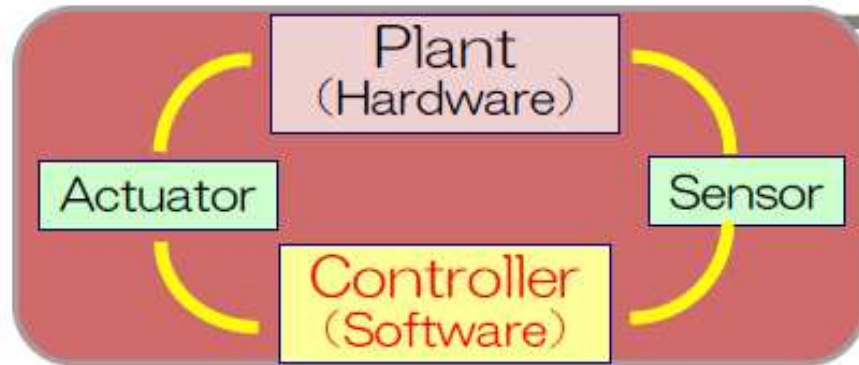 Plant
（Hardware）
Actuator
Sensor
Controller
（Software）